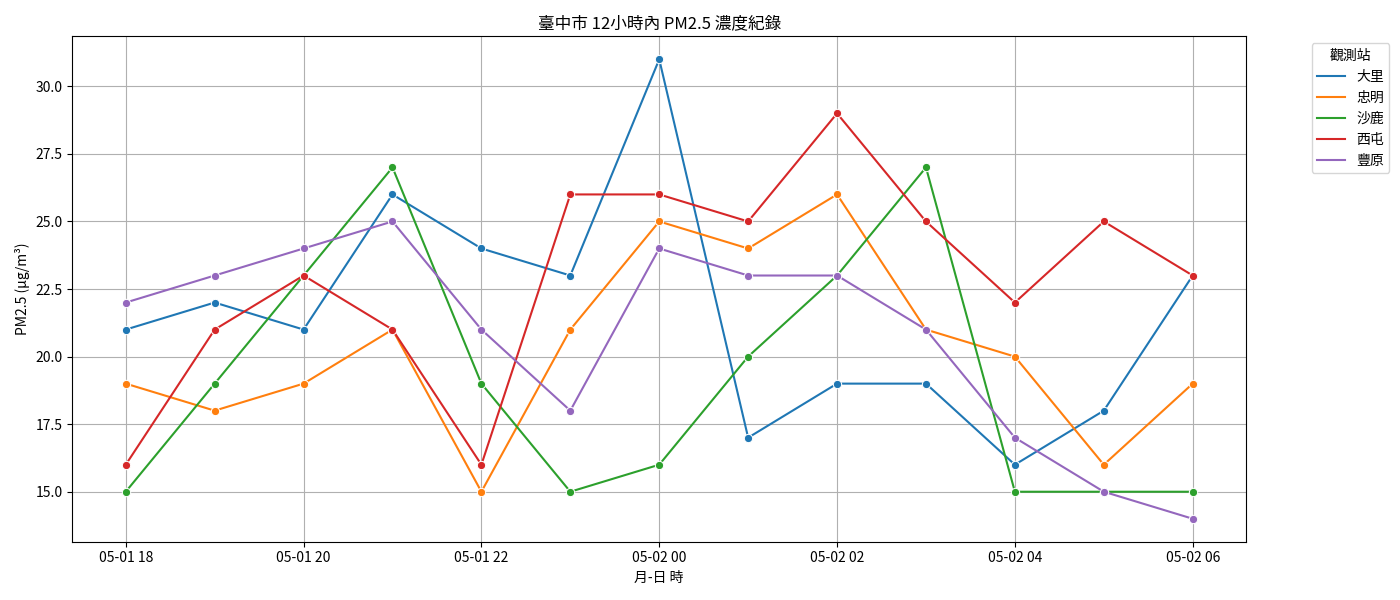 臺中市 12小時內 PM2.5 濃度紀錄
PM2.5 (μg/m³)
30.0
27.5
25.0
22.5
20.0
17.5
15.0
05-01 18
05-01 20
05-01 22
05-02 00
05-02 02
05-02 04
05-02 06
月-日 時
觀測站
大里
忠明
沙鹿
西屯
豐原